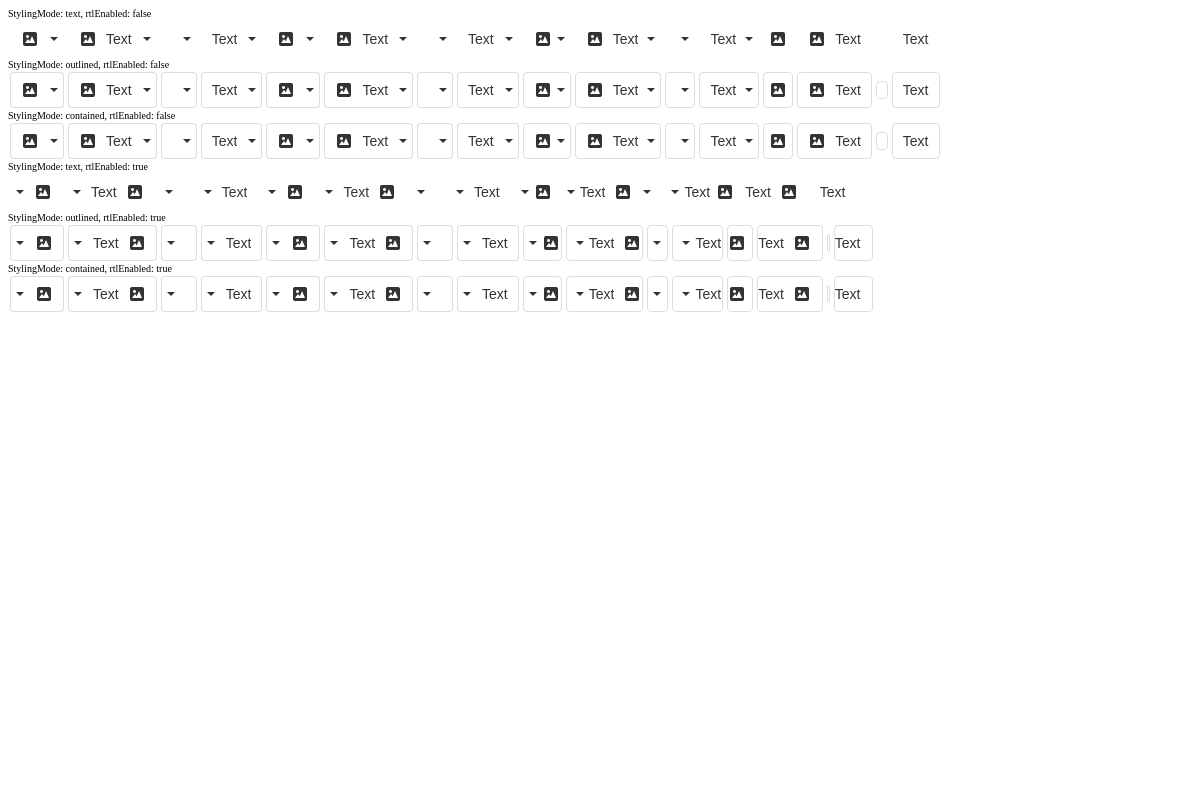 StylingMode: text, rtlEnabled: false
Text Text Text Text Text Text Text Text
StylingMode: outlined, rtlEnabled: false
Text Text Text Text Text Text Text Text
StylingMode: contained, rtlEnabled: false
Text Text Text Text Text Text Text Text
StylingMode: text, rtlEnabled: true
Text Text Text Text Text Text Text Text
StylingMode: outlined, rtlEnabled: true
Text Text Text Text Text Text Text Text
StylingMode: contained, rtlEnabled: true
Text Text Text Text Text Text Text Text